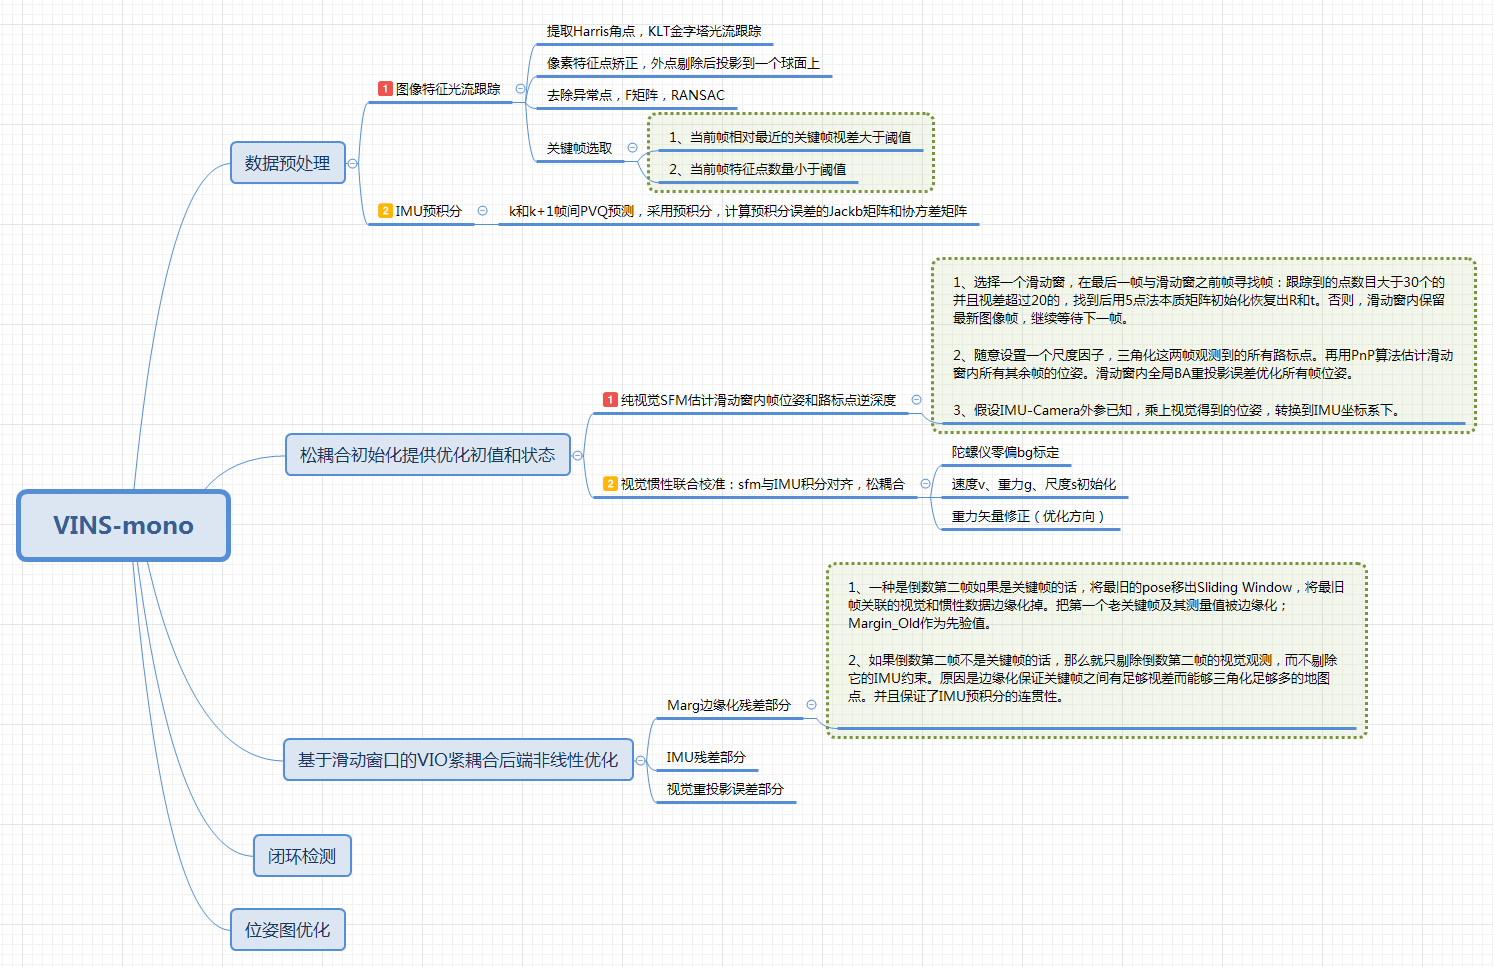 VINS-mono
数据预处理
1 图像特征光流跟踪
提取Harris角点，KLT金字塔光流跟踪
像素特征点矫正，外点剔除后投影到一个球面上
去除异常点，F矩阵，RANSAC
关键帧选取
1、当前帧相对最近的关键帧视差大于阈值
2、当前帧特征点数量小于阈值
2 IMU预积分
k和k+1帧间PVQ预测，采用预积分，计算预积分误差的Jackb矩阵和协方差矩阵
松耦合初始化提供优化初值和状态
1 纯视觉SFM估计滑动窗内帧位姿和路标点逆深度
1、选择一个滑动窗，在最后一帧与滑动窗之前帧寻找帧：跟踪到的点数目大于30个的
并且视差超过20的，找到后用5点法本质矩阵初始化恢复出R和t。否则，滑动窗内保留
最新图像帧，继续等待下一帧。
2、随意设置一个尺度因子，三角化这两帧观测到的所有路标点。再用PnP算法估计滑动
窗内所有其余帧的位姿。滑动窗内全局BA重投影误差优化所有帧位姿。
3、假设IMU-Camera外参已知，乘上视觉得到的位姿，转换到IMU坐标系下。
2 视觉惯性联合校准：sfm与IMU积分对齐，松耦合
陀螺仪零偏bg标定
速度v、重力g、尺度s初始化
重力矢量修正（优化方向）
基于滑动窗口的VIO紧耦合后端非线性优化
Marg边缘化残差部分
1、一种是倒数第二帧如果是关键帧的话，将最旧的pose移出Sliding Window，将最旧
帧关联的视觉和惯性数据边缘化掉。把第一个老关键帧及其测量值被边缘化；
Margin_Old作为先验值。
2、如果倒数第二帧不是关键帧的话，那么就只剔除倒数第二帧的视觉观测，而不剔除
它的IMU约束。原因是边缘化保证关键帧之间有足够视差而能够三角化足够多的地图
点。并且保证了IMU预积分的连贯性。
IMU残差部分
视觉重投影误差部分
闭环检测
位姿图优化